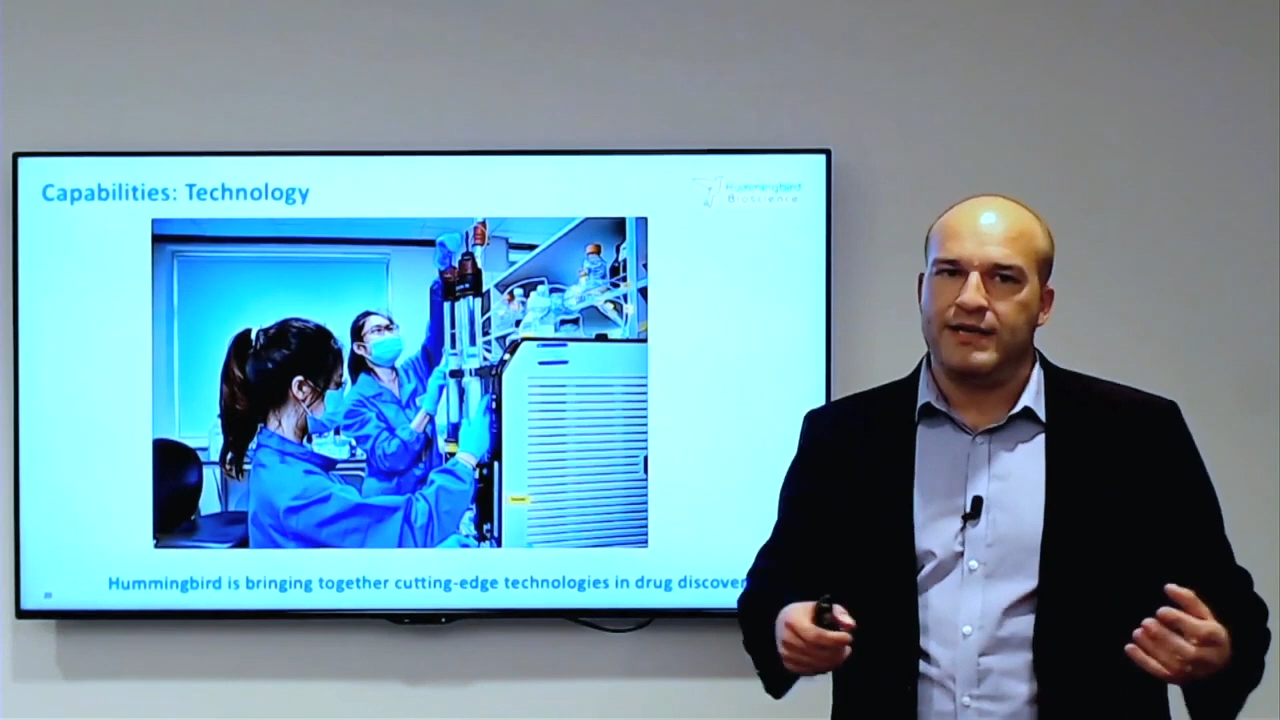 Capabilities: Technology
Hummingbird
Bioscience
Hummingbird is bringing together cutting-edge technologies in drug discover